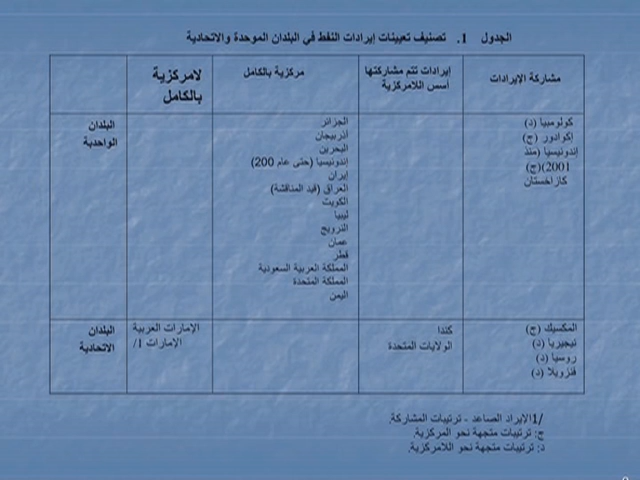 الجدول 1. تصنيف تعيينات إيرادات النفط في البلدان الموحدة والاتحادية
مشاركة الإيرادات
إيرادات تتم مشاركتها
أسس اللامركزية
مركزية بالكامل
لامركزية
بالكامل
كولومبيا (د)
إكوادور (ج)
إندونيسيا (منذ
2001)(ج)
كازاخستان
الجزائر
أذربيجان
البحرين
إندونيسيا (حتى عام 200)
إيران
العراق (قيد المناقشة)
الكويت
ليبيا
النرويج
عمان
قطر
المملكة العربية السعودية
المملكة المتحدة
اليمن
البلدان
الواحدية
المكسيك (ج)
نيجيريا (د)
روسيا (د)
فنزويلا (د)
كندا
الولايات المتحدة
الإمارات العربية
الإمارات 1/
البلدان
الاتحادية
1/الإيراد الصاعد - ترتيبات المشاركة.
ج: ترتيبات متجهة نحو المركزية.
د: ترتيبات متجهة نحو اللامركزية.